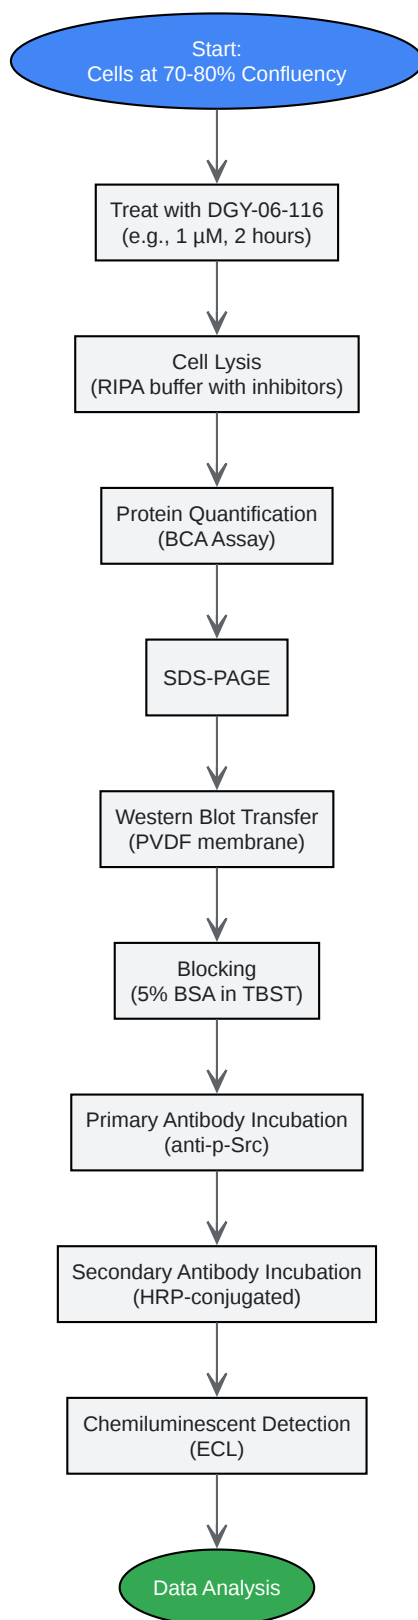 Start:
Cells at 70-80% Confluency
Treat with DGY-06-116
(e.g., 1 µM, 2 hours)
Cell Lysis
(RIPA buffer with inhibitors)
Protein Quantification
(BCA Assay)
SDS-PAGE
Western Blot Transfer
(PVDF membrane)
Blocking
(5% BSA in TBST)
Primary Antibody Incubation
(anti-p-Src)
Secondary Antibody Incubation
(HRP-conjugated)
Chemiluminescent Detection
(ECL)
Data Analysis